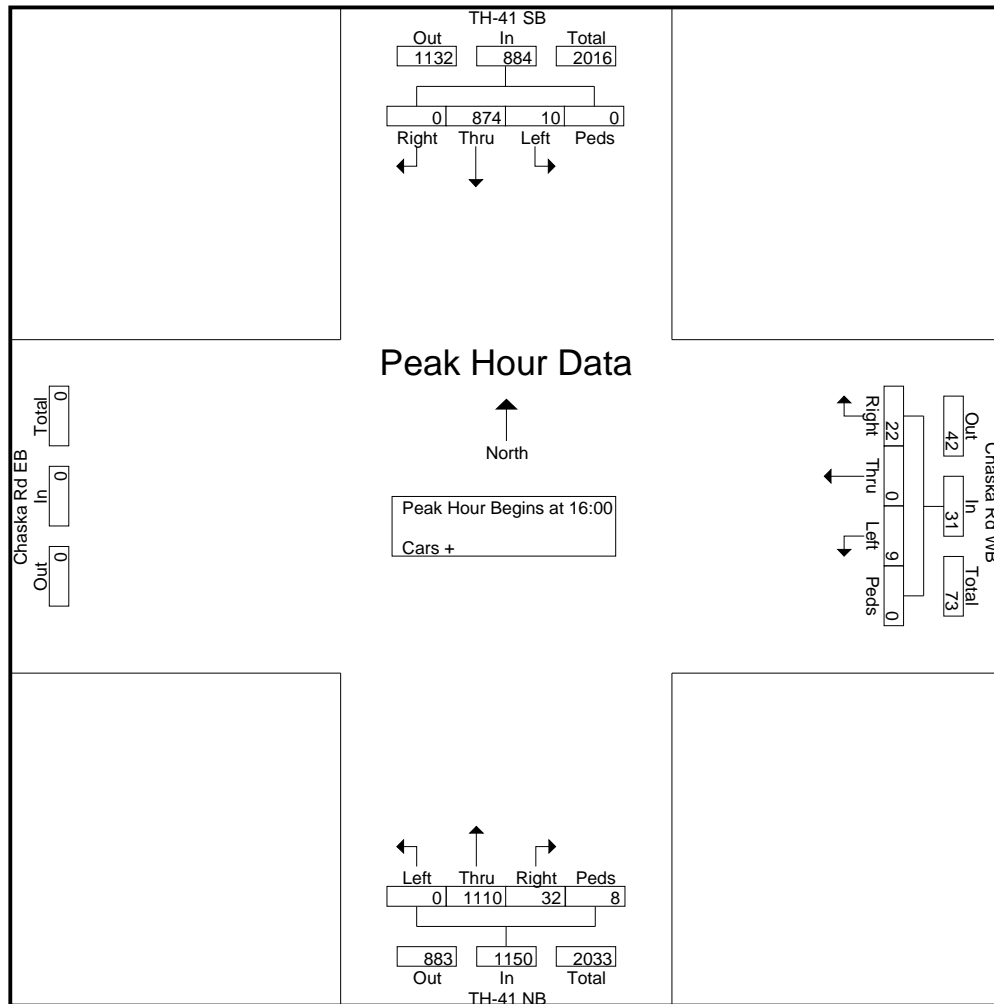 TH-41 SB
Out In Total
1132 884 2016
0 874 10 0
Right Thru Left Peds
Peak Hour Data
North
Peak Hour Begins at 16:00
Cars +
Chaska Rd EB
Total In Out
0 0 0
Right Thru Left Peds
22 0 9 0
Out In Total
42 31 73
Chaska Rd WB
Left Thru Right Peds
0 1110 32 8
883 1150 2033
Out In Total
TH-41 NB